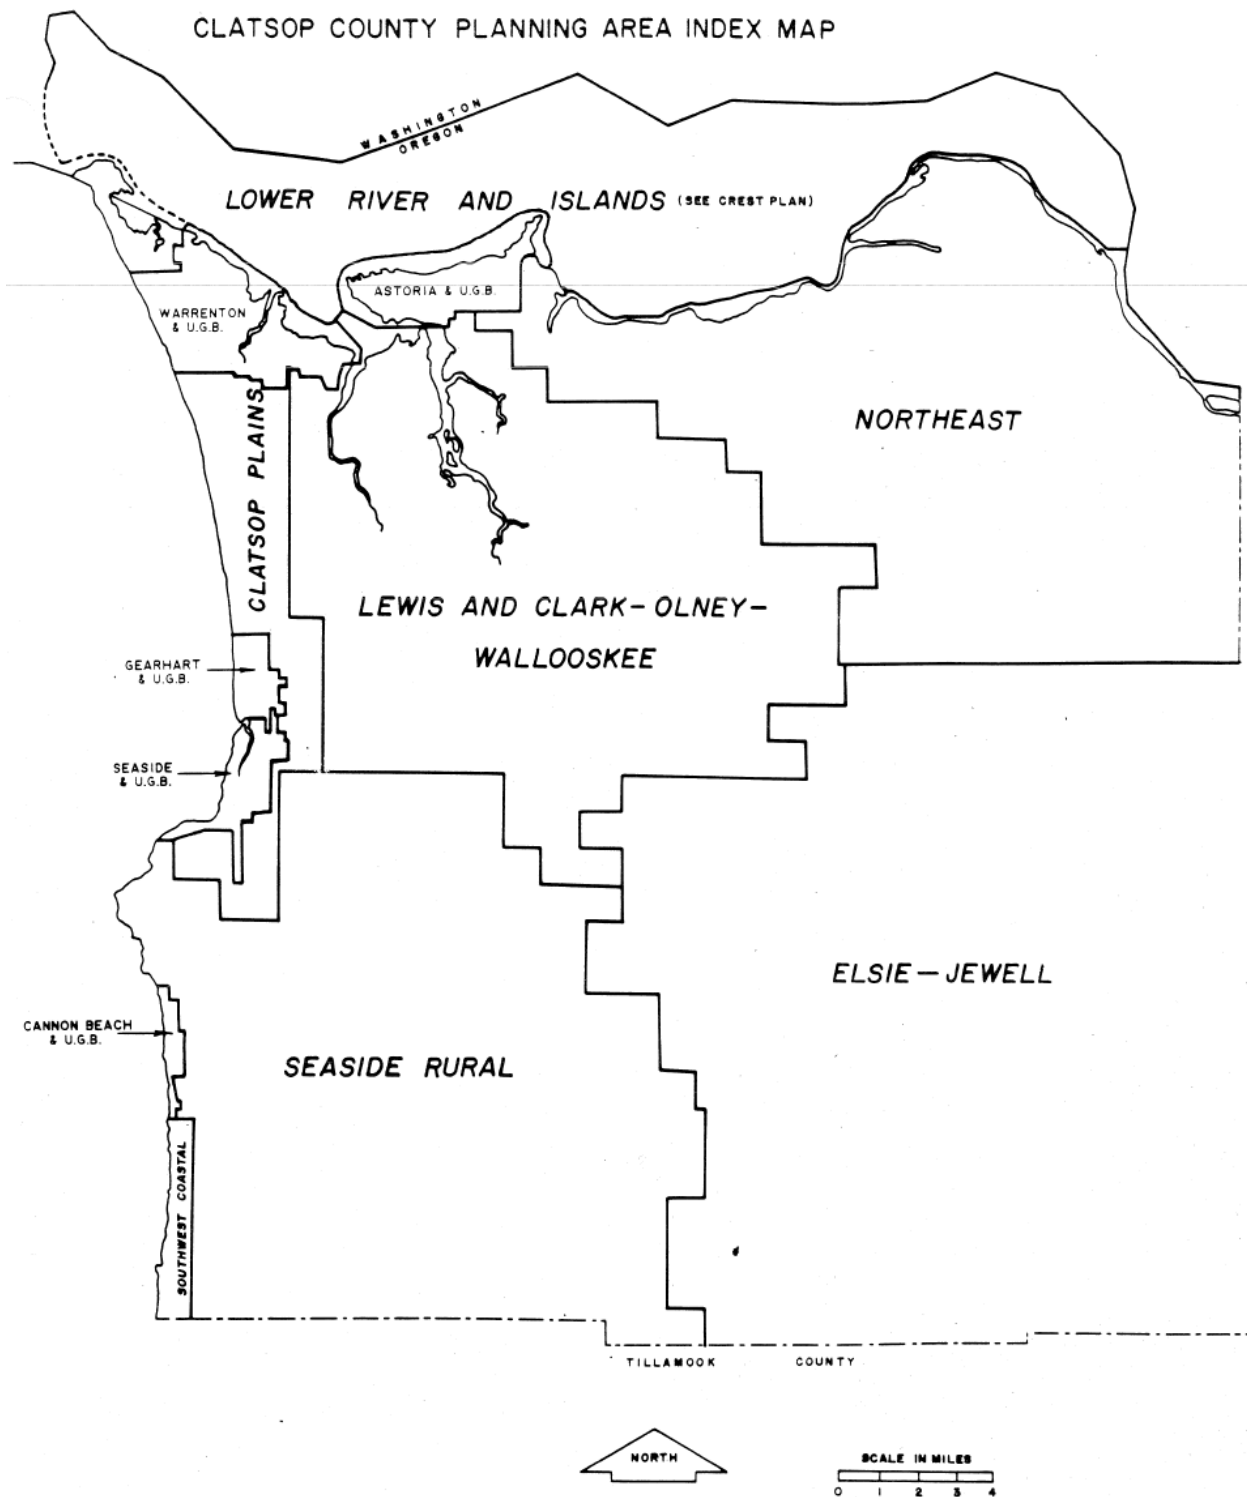 CLATSOP COUNTY PLANNING AREA INDEX MAP
WASHINGTON
OREGON
LOWER RIVER AND ISLANDS (SEE CREST PLAN)
ASTORIA & U.G.B.
WARRENTON
& U.G.B.
CLATSOP PLAINS
NORTHEAST
LEWIS AND CLARK-OLNEY-
WALLOOSKEE
GEARHART
& U.G.B.
SEASIDE
& U.G.B.
ELSIE-JEWELL
CANNON BEACH
& U.G.B.
SEASIDE RURAL
SOUTHWEST COASTAL
TILLAMOOK COUNTY
NORTH
SCALE IN MILES
0 1 2 3 4